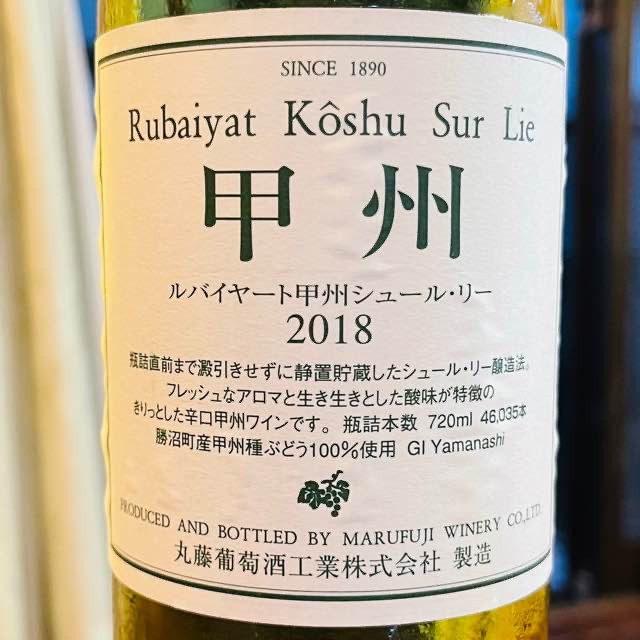 SINCE 1890
Rubaiyat Kôshu Sur Lie
甲州
ルバイヤート甲州シュール・リー
2018
瓶詰直前まで澱引きせずに静置貯蔵したシュール・リー醸造法。
フレッシュなアロマと生き生きとした酸味が特徴の
きりっとした辛口甲州ワインです。瓶詰本数 720ml 46,035本
勝沼町産甲州種ぶどう100%使用 GI Yamanashi
PRODUCED AND BOTTLED BY MARUFUJI WINERY CO.,LTD.
丸藤葡萄酒工業株式会社 製造